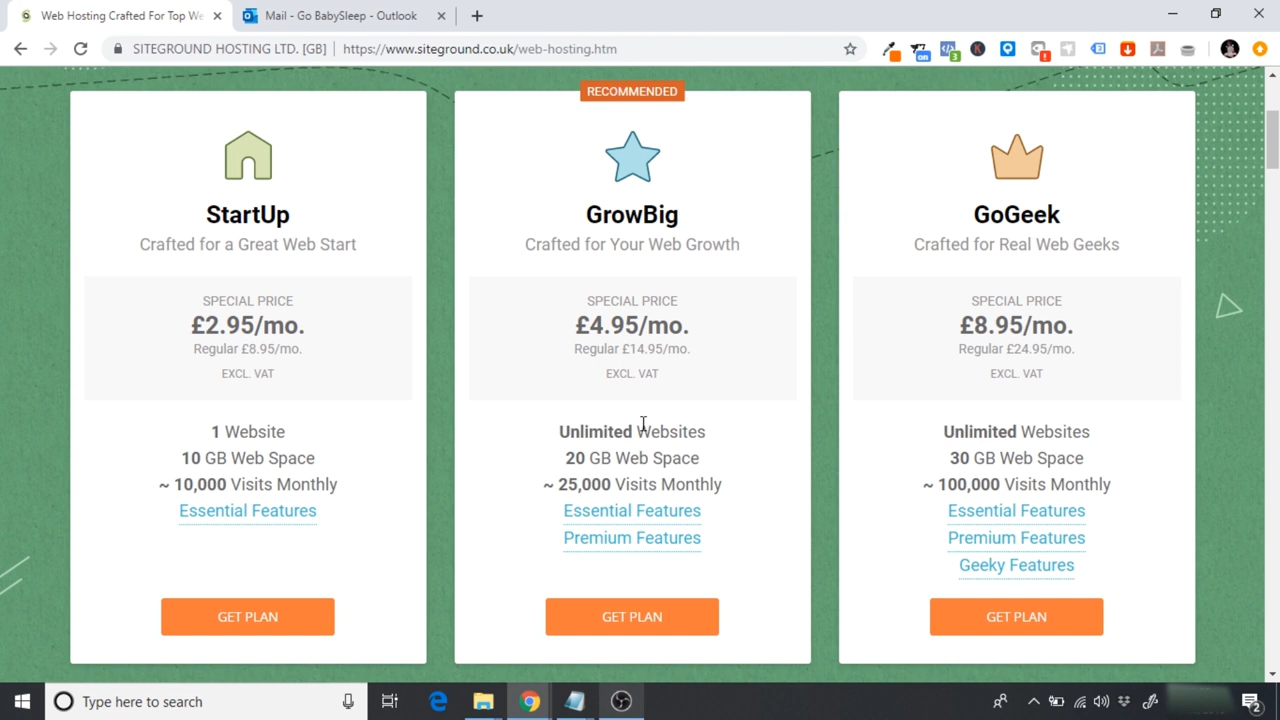 Web Hosting Crafted For Top We
Mail - Go BabySleep - Outlook
SITEGROUND HOSTING LTD. [GB] https://www.siteground.co.uk/web-hosting.htm
on
3
RECOMMENDED
StartUp
Crafted for a Great Web Start
SPECIAL PRICE
£2.95/mo.
Regular £8.95/mo.
EXCL. VAT
1 Website
10 GB Web Space
~ 10,000 Visits Monthly
Essential Features
GET PLAN
GrowBig
Crafted for Your Web Growth
SPECIAL PRICE
£4.95/mo.
Regular £14.95/mo.
EXCL. VAT
Unlimited Websites
20 GB Web Space
~ 25,000 Visits Monthly
Essential Features
Premium Features
GET PLAN
GoGeek
Crafted for Real Web Geeks
SPECIAL PRICE
£8.95/mo.
Regular £24.95/mo.
EXCL. VAT
Unlimited Websites
30 GB Web Space
~ 100,000 Visits Monthly
Essential Features
Premium Features
Geeky Features
GET PLAN
Type here to search
2